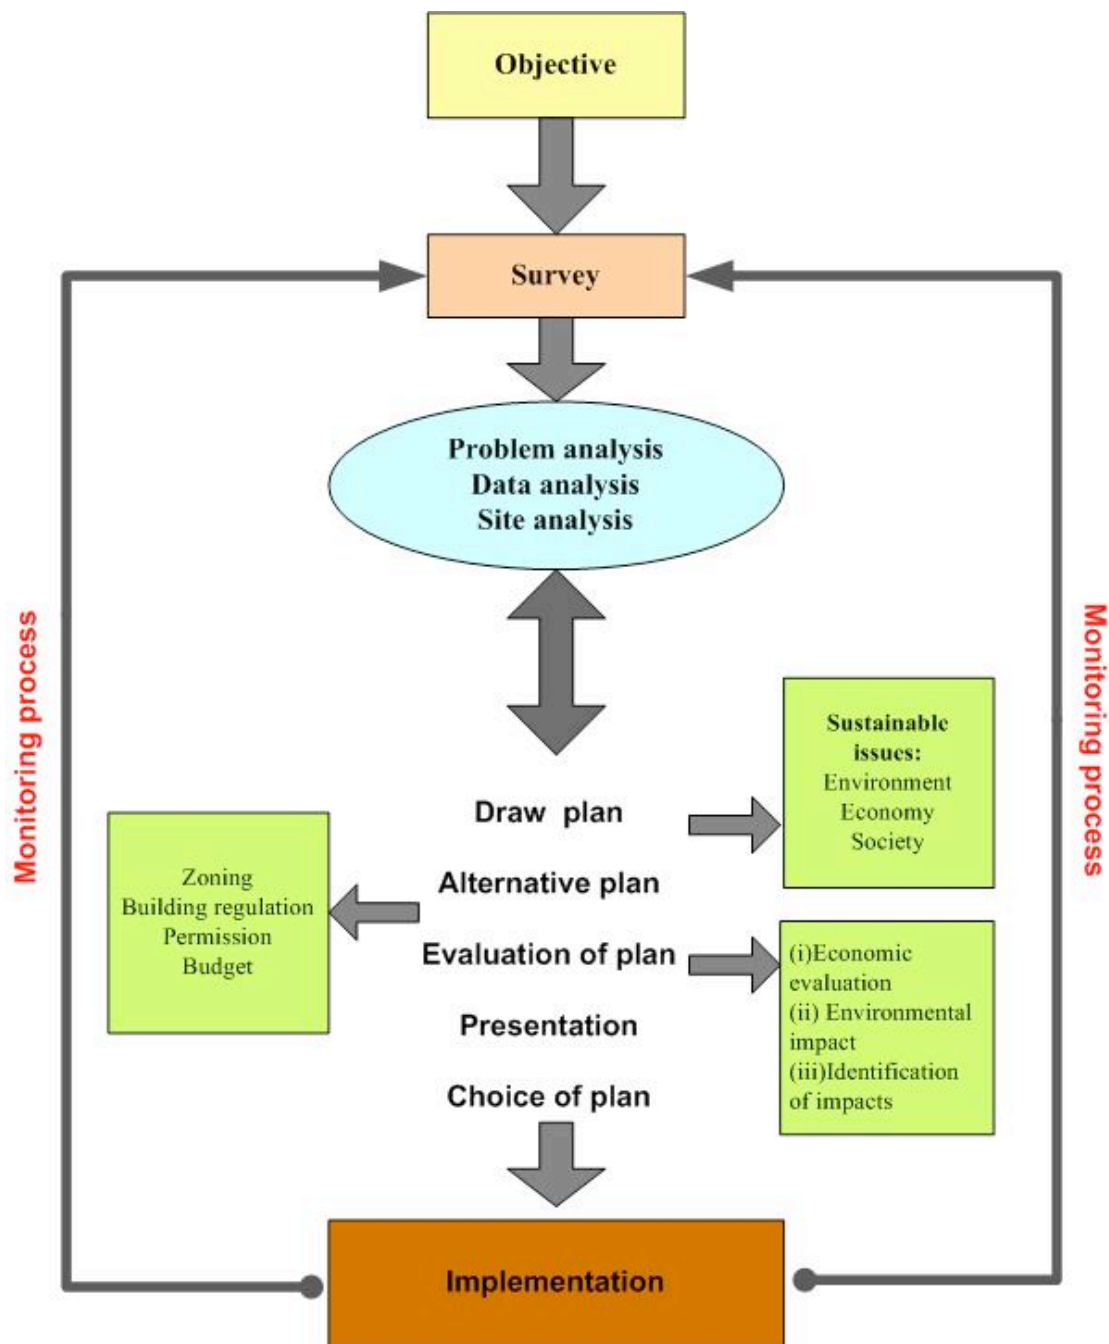 Objective
Survey
Problem analysis
Data analysis
Site analysis
Monitoring process
Monitoring process
Sustainable
issues:
Environment
Economy
Society
Draw plan
Zoning
Building regulation
Permission
Budget
Alternative plan
Evaluation of plan
(i)Economic
evaluation
(ii) Environmental
impact
(iii)Identification
of impacts
Presentation
Choice of plan
Implementation